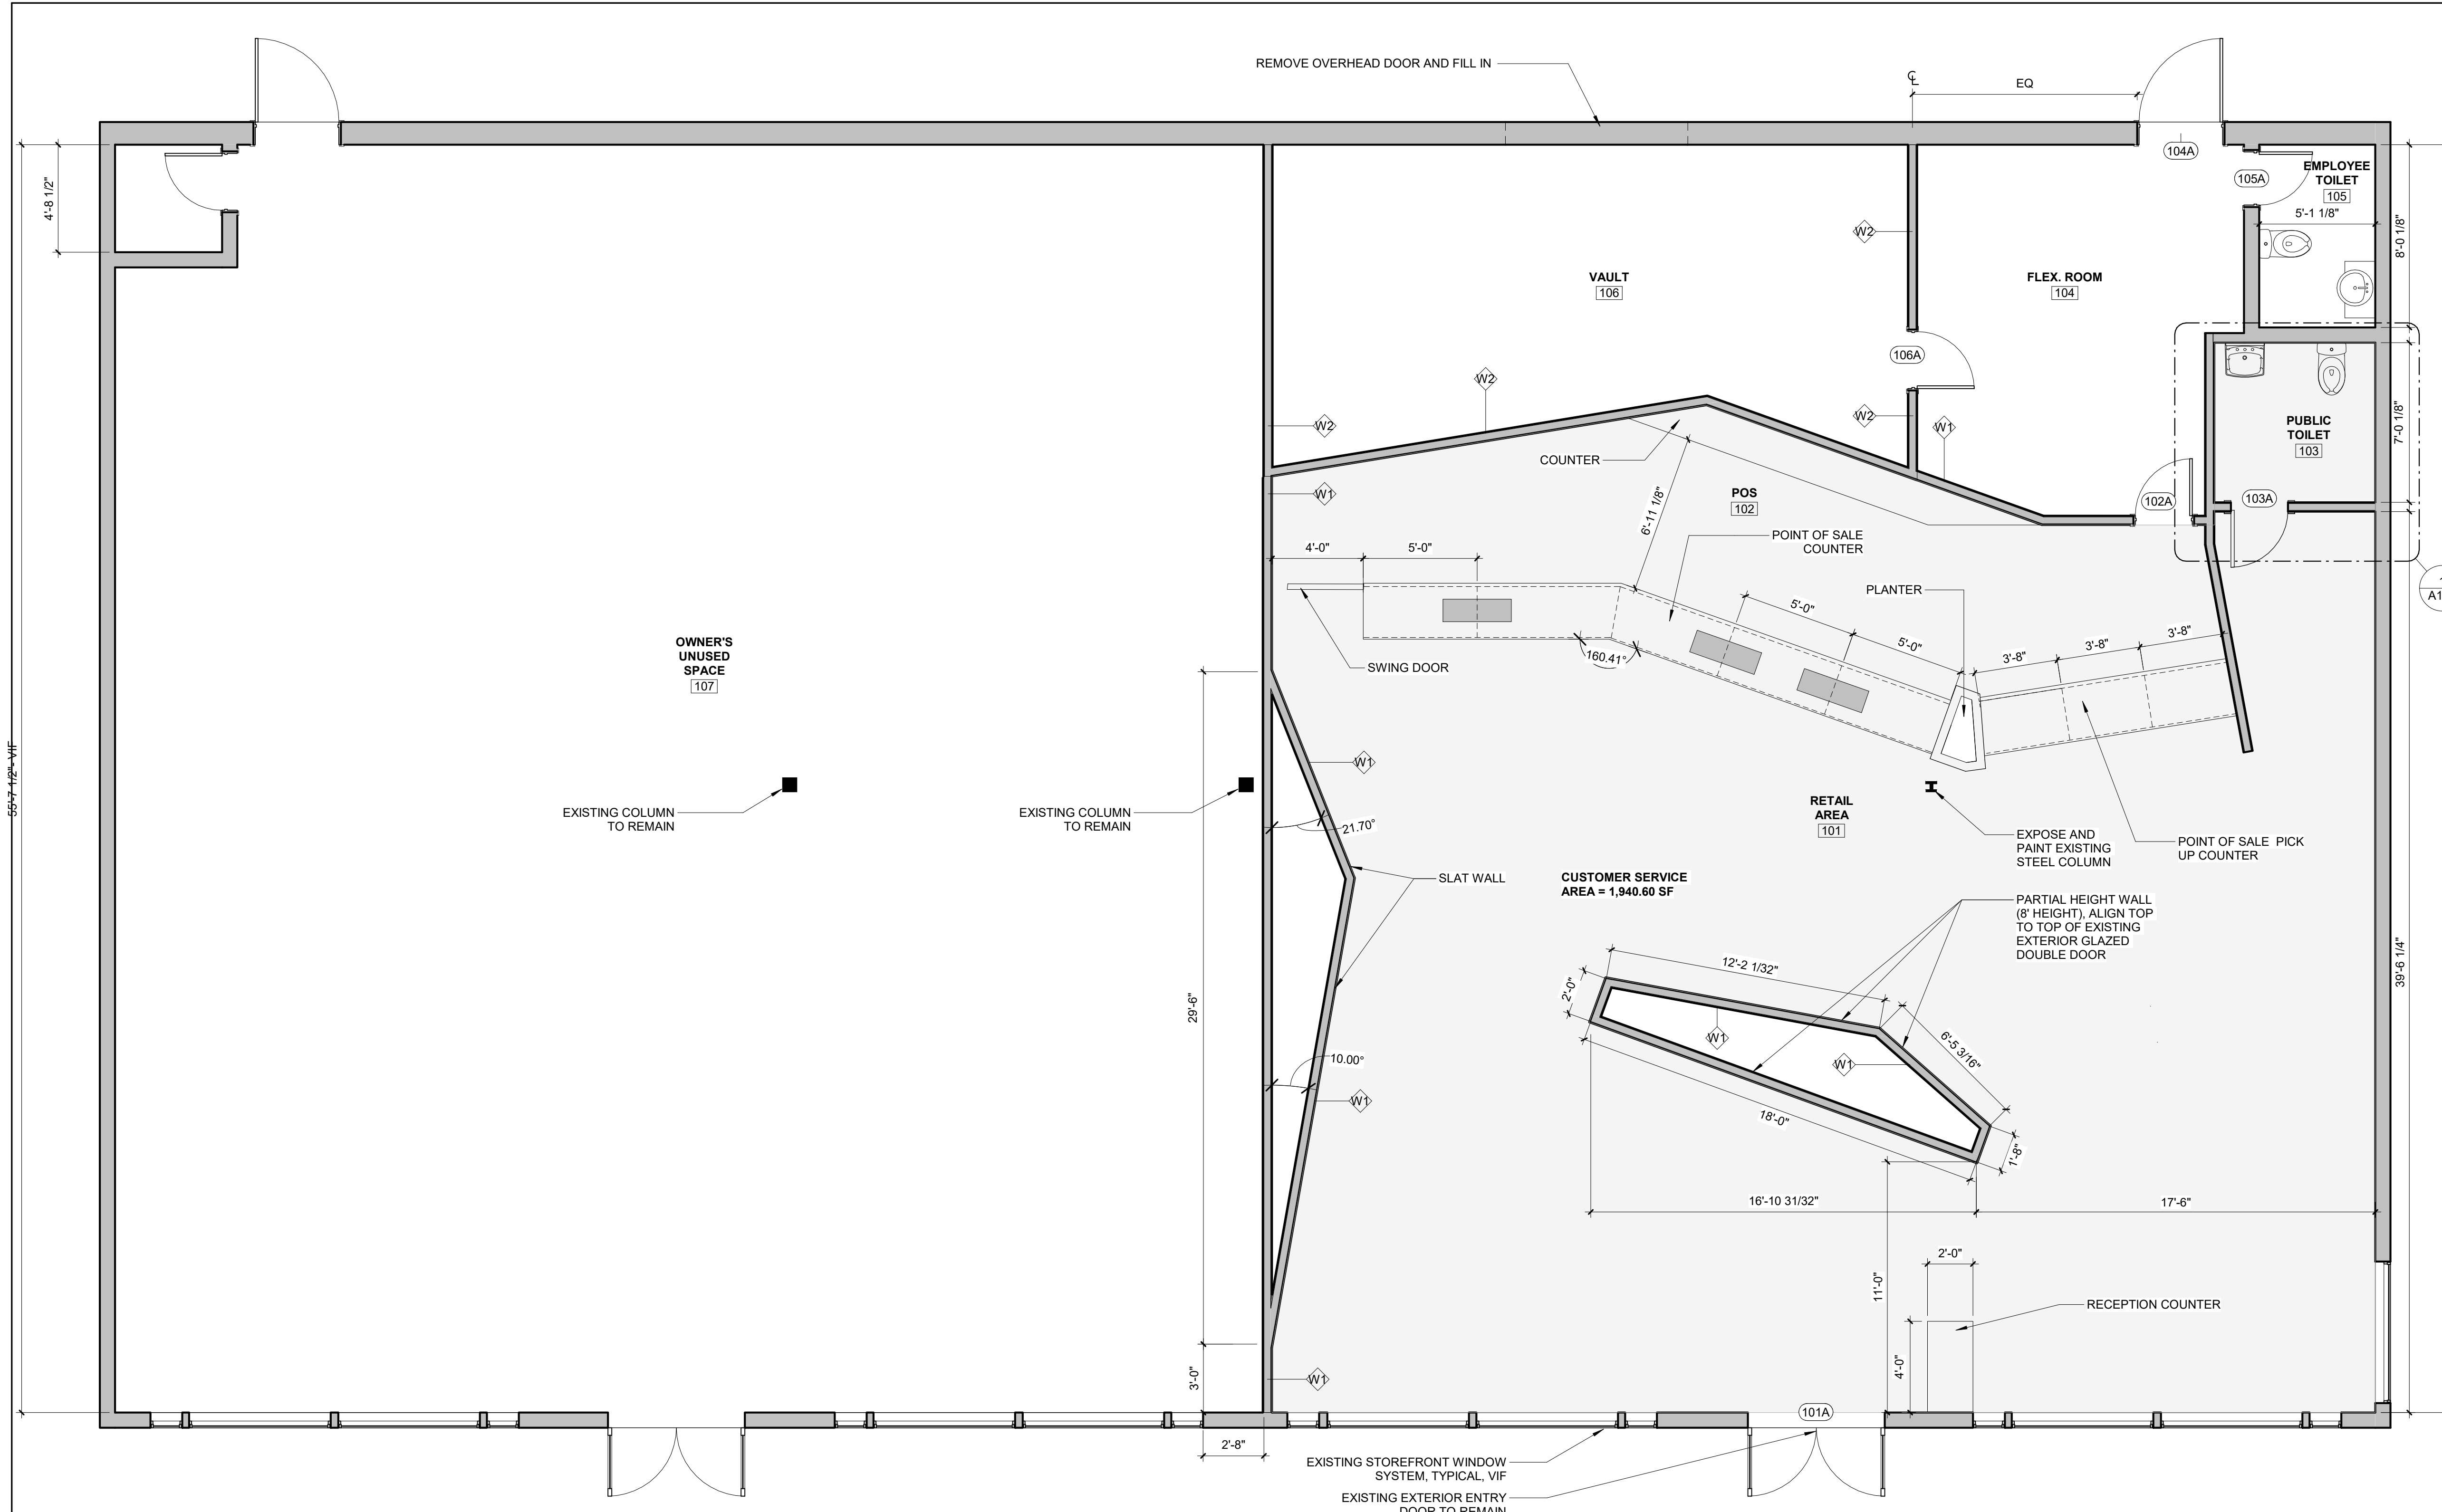 REMOVE OVERHEAD DOOR AND FILL IN
℄
EQ
104A
105A
EMPLOYEE
TOILET
105
5'-1 1/8"
8'-0 1/8"
4'-8 1/2"
W2
VAULT
106
FLEX. ROOM
104
106A
W2
W2
W2
W1
PUBLIC
TOILET
103
7'-0 1/8"
COUNTER
W1
POS
102
102A
103A
6'-11 1/8"
POINT OF SALE
COUNTER
4'-0"
5'-0"
PLANTER
5'-0"
5'-0"
3'-8"
3'-8"
A1
OWNER'S
UNUSED
SPACE
107
SWING DOOR
160.41°
55'-7 1/2"- VIF
W1
EXISTING COLUMN
TO REMAIN
EXISTING COLUMN
TO REMAIN
21.70°
RETAIL
AREA
101
EXPOSE AND
PAINT EXISTING
STEEL COLUMN
POINT OF SALE  PICK
UP COUNTER
SLAT WALL
CUSTOMER SERVICE
AREA = 1,940.60 SF
PARTIAL HEIGHT WALL
(8' HEIGHT), ALIGN TOP
TO TOP OF EXISTING
EXTERIOR GLAZED
DOUBLE DOOR
39'-6 1/4"
12'-2 1/32"
2'-0"
29'-6"
W1
W1
6'-5 3/16"
10.00°
W1
18'-0"
1'-8"
16'-10 31/32"
17'-6"
2'-0"
11'-0"
RECEPTION COUNTER
4'-0"
3'-0"
W1
101A
2'-8"
EXISTING STOREFRONT WINDOW
SYSTEM, TYPICAL, VIF
EXISTING EXTERIOR ENTRY
DOOR TO REMAIN